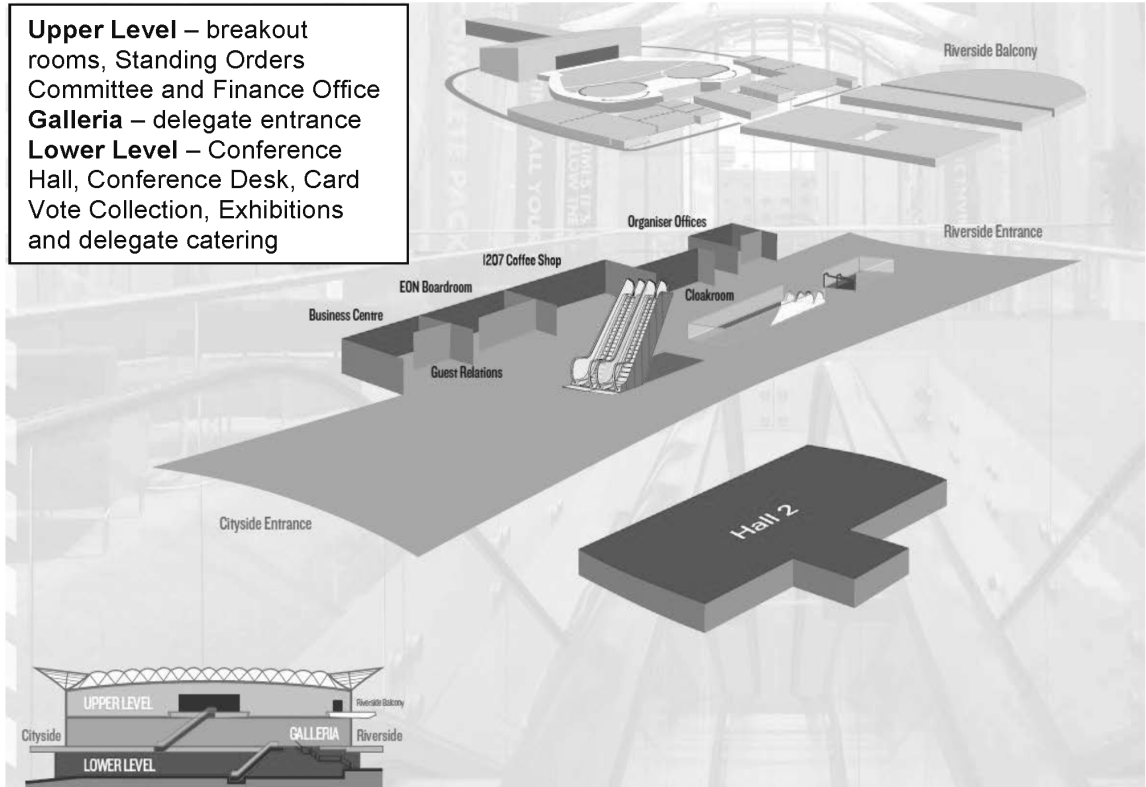 Upper Level – breakout
rooms, Standing Orders
Committee and Finance Office
Galleria – delegate entrance
Lower Level – Conference
Hall, Conference Desk, Card
Vote Collection, Exhibitions
and delegate catering
Riverside Balcony
Organiser Offices
Riverside Entrance
1207 Coffee Shop
EON Boardroom
Cloakroom
Business Centre
Guest Relations
Cityside Entrance
Hall 2
UPPER LEVEL
Riverside Balcony
Cityside
GALLERIA
Riverside
LOWER LEVEL